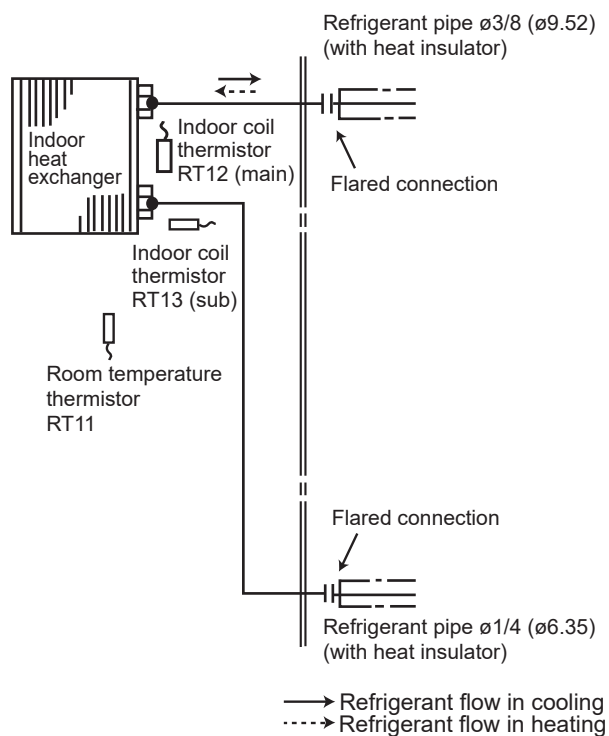 Refrigerant pipe ø3/8 (ø9.52)
(with heat insulator)
Indoor
heat
exchanger
Indoor coil
thermistor
RT12 (main)
Flared connection
Indoor coil
thermistor
RT13 (sub)
Room temperature
thermistor
RT11
Flared connection
Refrigerant pipe ø1/4 (ø6.35)
(with heat insulator)
Refrigerant flow in cooling
Refrigerant flow in heating